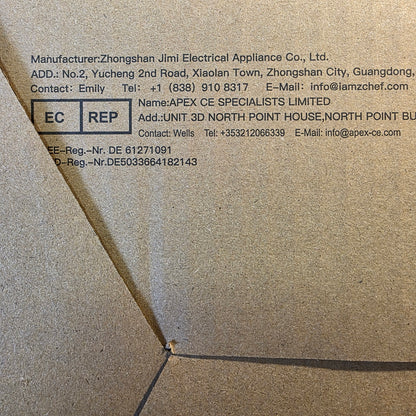 Manufacturer:Zhongshan Jimi Electrical Appliance Co., Ltd.
ADD.: No.2, Yucheng 2nd Road, Xiaolan Town, Zhongshan City, Guangdong,
Contact: Emily Tel: +1 (838) 910 8317 E-Mail: info@iamzchef.com
EC REP
Name:APEX CE SPECIALISTS LIMITED
Add.:UNIT 3D NORTH POINT HOUSE,NORTH POINT BU
Contact: Wells Tel: +353212066339 E-Mail: info@apex-ce.com
EE-Reg.-Nr. DE 61271091
D-Reg.-Nr.DE5033664182143